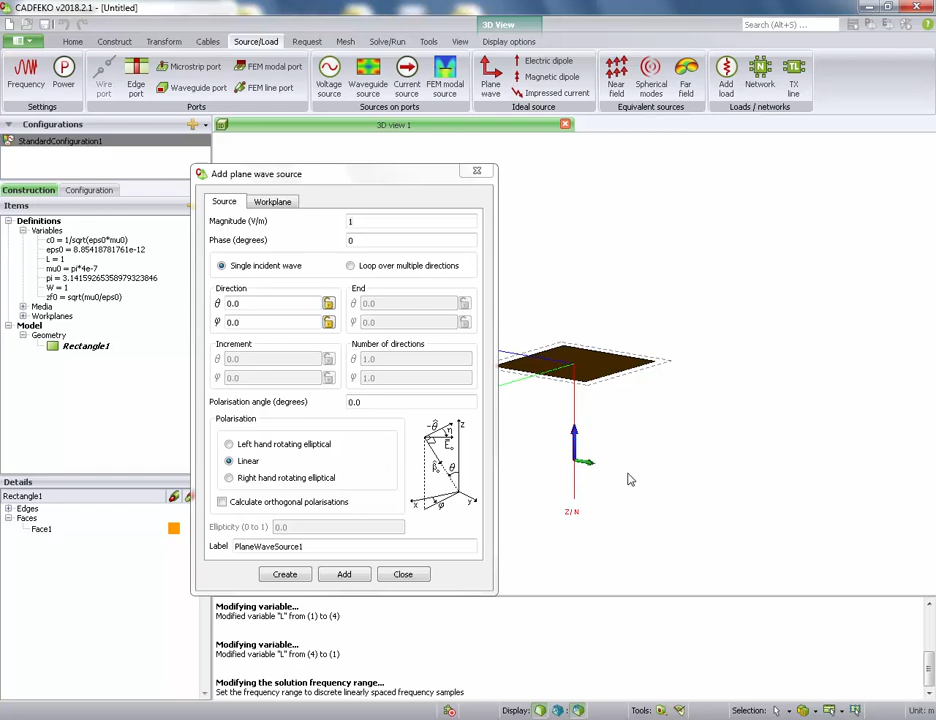 CADFEKO v2018.2.1 - [Untitled]
3D View
Search (Alt+S)
Home Construct Transform Cables Source/Load Request Mesh Solve/Run Tools View Display options
Frequency Power Wire port Edge port Microstrip port Waveguide port FEM modal port FEM line port Voltage source Waveguide source Current source FEM modal source Plane wave Electric dipole Magnetic dipole Impressed current Near field Spherical modes Far field Add load Network TX line
Settings Ports Sources on ports Ideal source Equivalent sources Loads / networks
Configurations
3D view 1
StandardConfiguration1
Construction Configuration
Items
Definitions
Variables
c0 = 1/sqrt(eps0*mu0)
eps0 = 8.85418781761e-12
L = 1
mu0 = pi*4e-7
pi = 3.14159265358979323846
W = 1
zf0 = sqrt(mu0/eps0)
Media
Workplanes
Model
Geometry
Rectangle1
Details
Rectangle1
Edges
Faces
Face1
Add plane wave source
Source Workplane
Magnitude (V/m) 1
Phase (degrees) 0
Single incident wave Loop over multiple directions
Direction End
θ 0.0 θ 0.0
φ 0.0 φ 0.0
Increment Number of directions
θ 0.0 θ 1.0
φ 0.0 φ 1.0
Polarisation angle (degrees) 0.0
Polarisation
Left hand rotating elliptical
Linear
Right hand rotating elliptical
Calculate orthogonal polarisations
Ellipticity (0 to 1) 0.0
Label PlaneWaveSource1
Create Add Close
Z/ N
Modifying variable...
Modified variable "L" from (1) to (4)
Modifying variable...
Modified variable "L" from (4) to (1)
Modifying the solution frequency range...
Set the frequency range to discrete linearly spaced frequency samples
Display: Tools: Selection: Unit: m